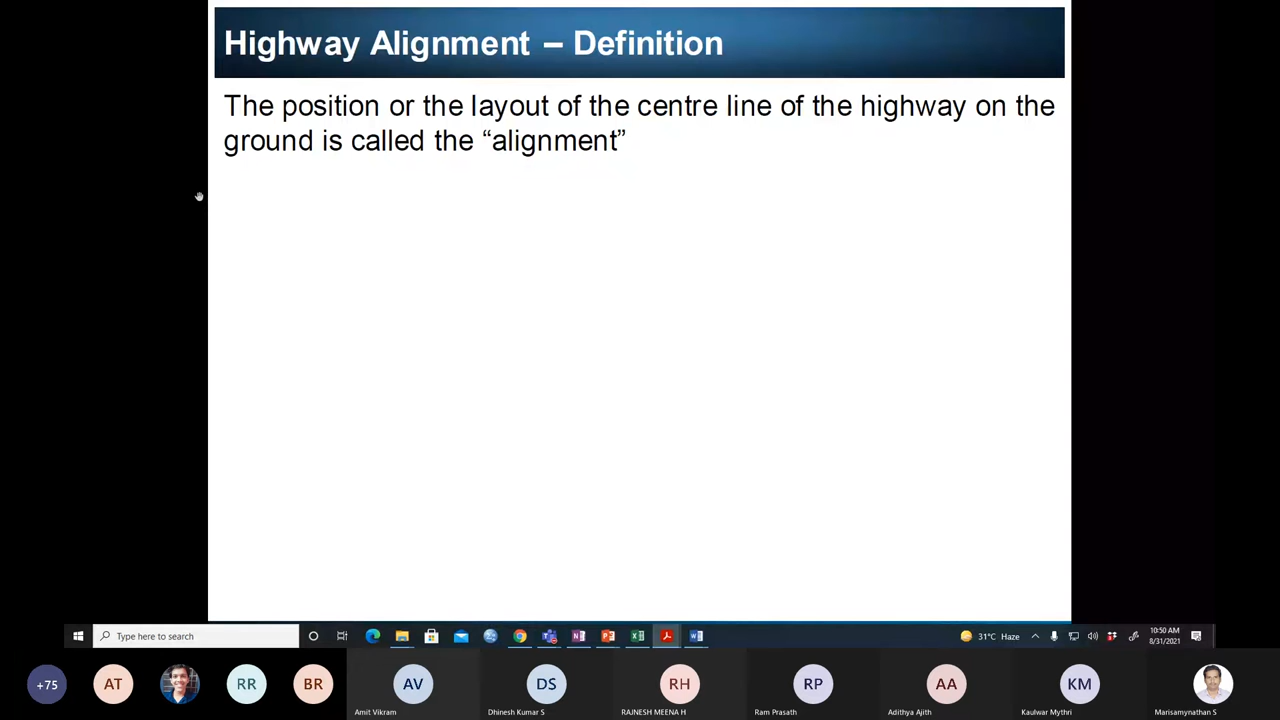 Highway Alignment – Definition
The position or the layout of the centre line of the highway on the
ground is called the “alignment”
Type here to search
31°C Haze
10:50 AM
8/31/2021
+75
AT
RR
BR
AV
DS
RH
RP
AA
KM
Amit Vikram
Dhinesh Kumar S
RAJNESH MEENA H
Ram Prasath
Adithya Ajith
Kaulwar Mythri
Marisamynathan S